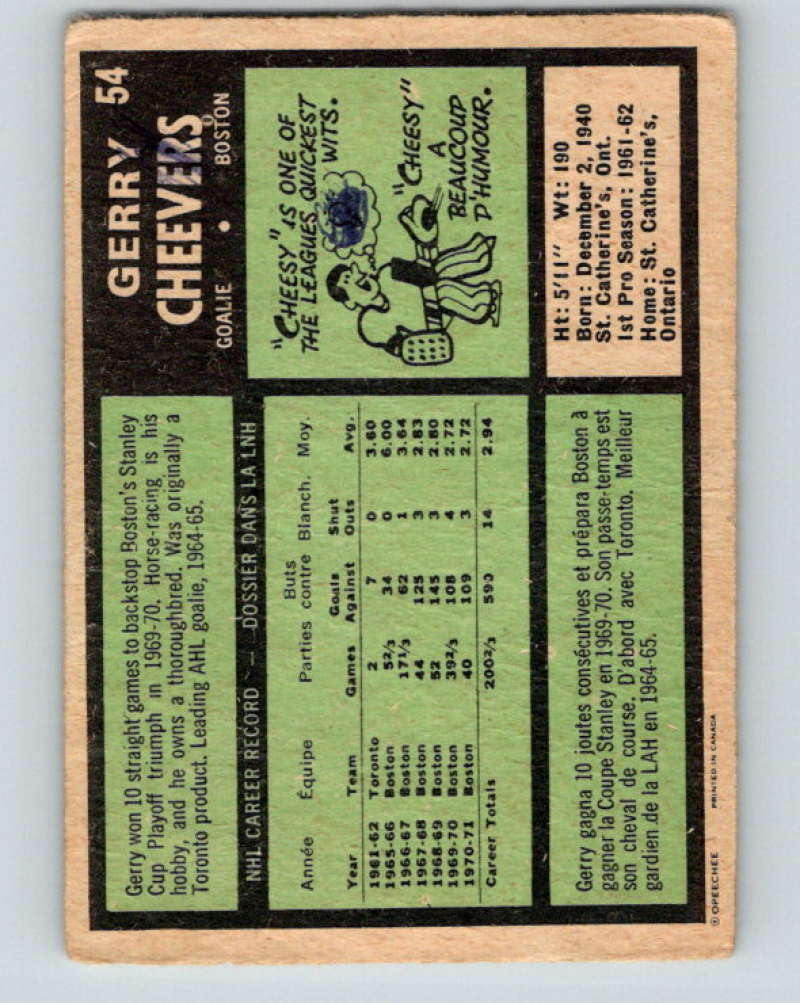 GERRY 54
CHEEVERS
GOALIE • BOSTON
Gerry won 10 straight games to backstop Boston's Stanley
Cup Playoff triumph in 1969-70. Horse-racing is his
hobby, and he owns a thoroughbred. Was originally a
Toronto product. Leading AHL goalie, 1964-65.
"CHEESY" IS ONE OF
THE LEAGUES QUICKEST
WITS.
"CHEESY"
A
BEAUCOUP
D'HUMOUR.
NHL CAREER RECORD — DOSSIER DANS LA LNH
Année Équipe Parties Buts contre Blanch. Moy.
Year Team Games Goals Against Shut Outs Avg.
1961-62 Toronto 2 7 0 3.60
1965-66 Boston 52/3 34 0 6.00
1966-67 Boston 171/3 62 1 3.64
1967-68 Boston 44 125 3 2.83
1968-69 Boston 52 145 3 2.80
1969-70 Boston 392/3 108 4 2.72
1970-71 Boston 40 109 3 2.72
Career Totals 2002/3 590 14 2.94
Ht: 5'11" Wt: 190
Born: December 2, 1940
St. Catherine's, Ont.
1st Pro Season: 1961-62
Home: St. Catherine's,
Ontario
Gerry gagna 10 joutes consécutives et prépara Boston à
gagner la Coupe Stanley en 1969-70. Son passe-temps est
son cheval de course. D'abord avec Toronto. Meilleur
gardien de la LAH en 1964-65.
© OPEECHEE PRINTED IN CANADA